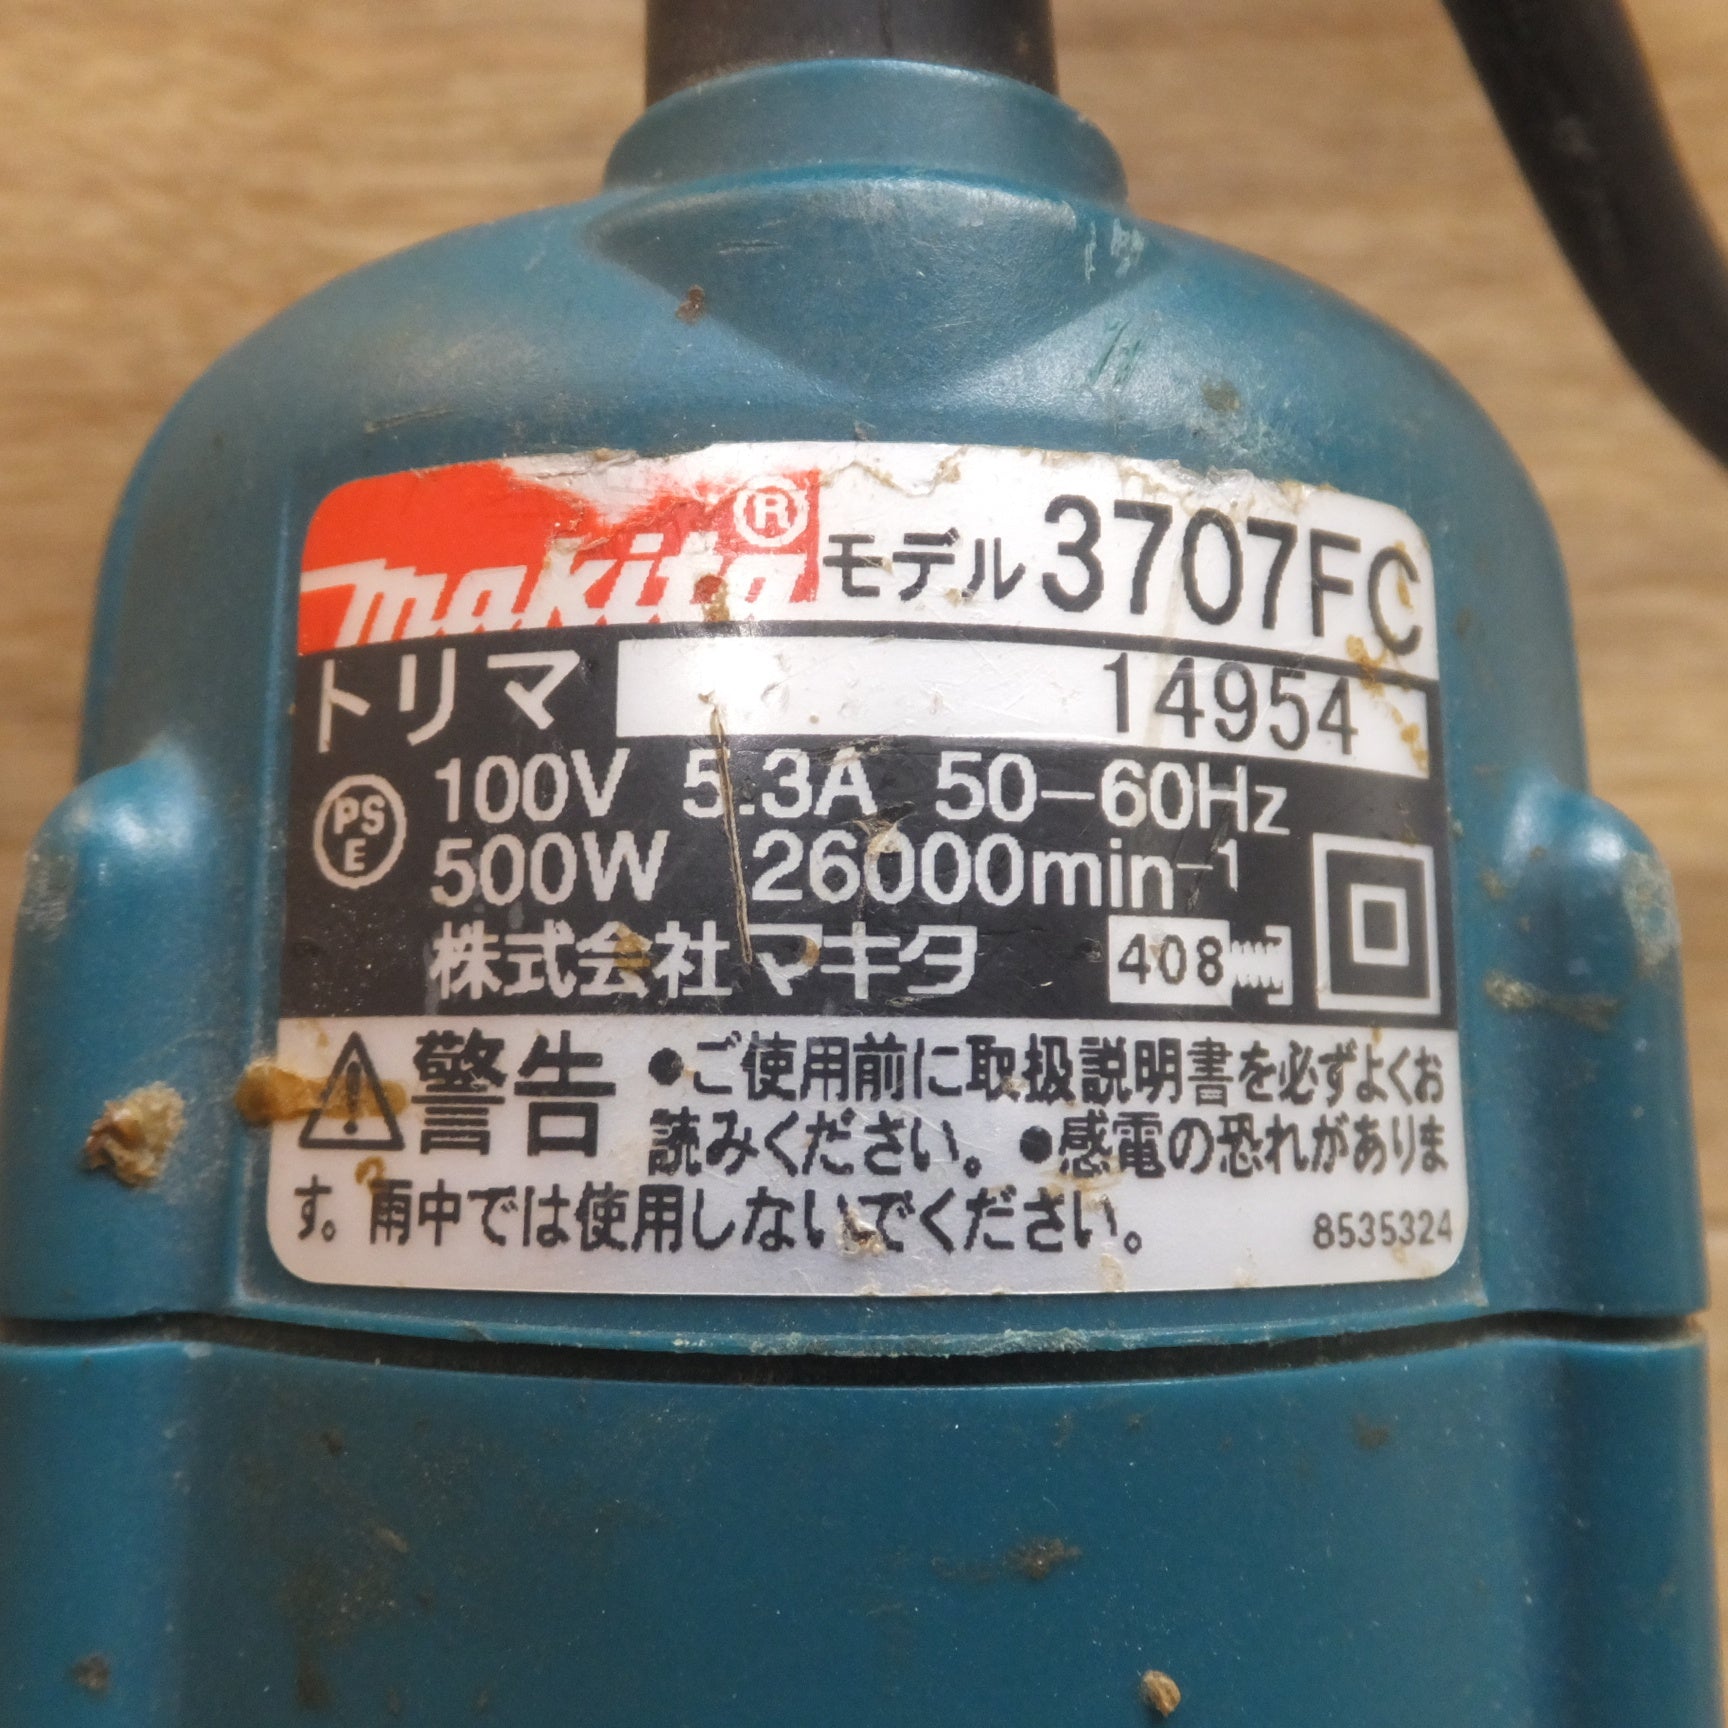 makita® モデル 3707FC
トリマ 14954
PSE 100V 5.3A 50-60Hz
500W 26000min-1
株式会社マキタ 408
警告 ●ご使用前に取扱説明書を必ずよくお
読みください。●感電の恐れがありま
す。雨中では使用しないでください。 8535324